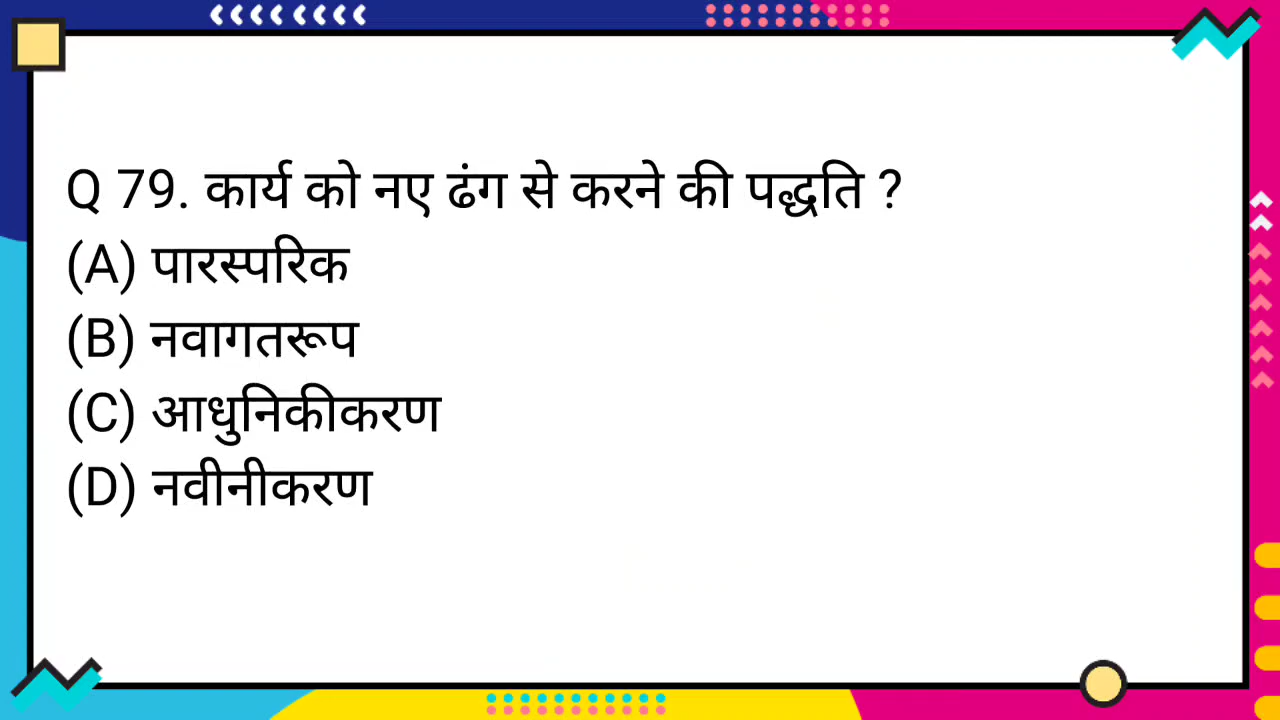 Q 79. कार्य को नए ढंग से करने की पद्धति ?
(A) पारस्परिक
(B) नवागतरूप
(C) आधुनिकीकरण
(D) नवीनीकरण